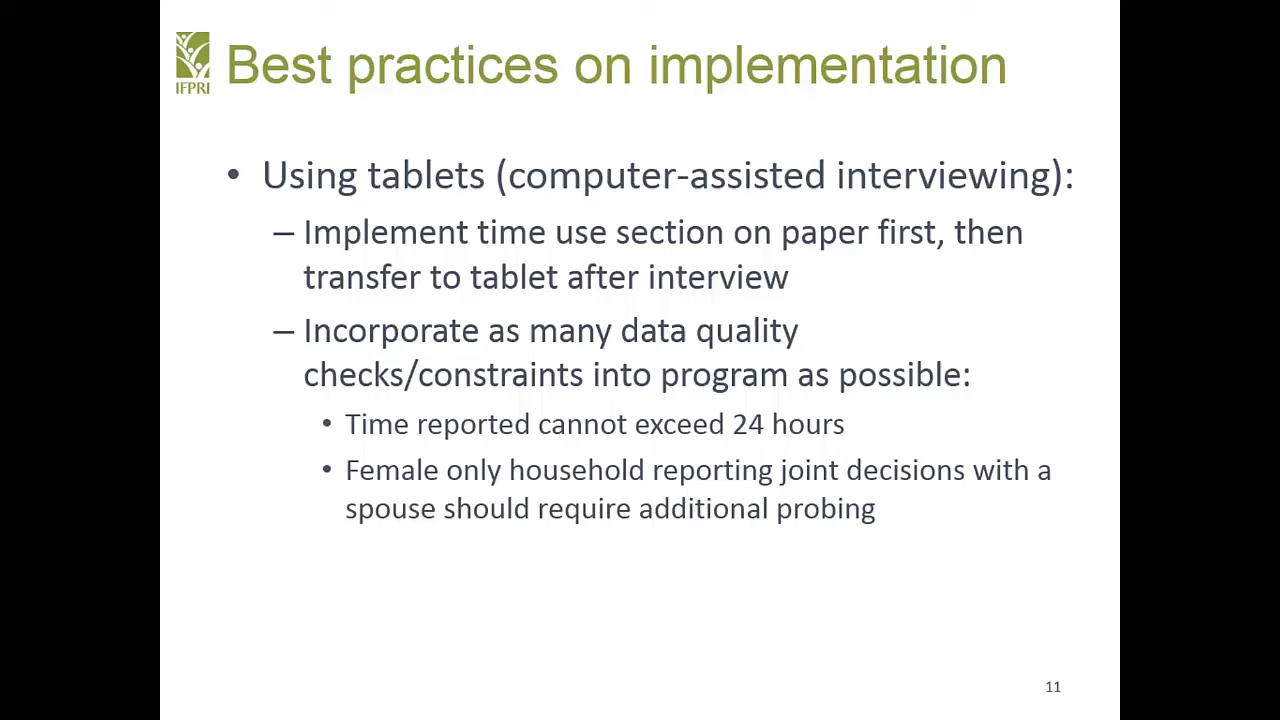 IFPRI
Best practices on implementation
• Using tablets (computer-assisted interviewing):
– Implement time use section on paper first, then
transfer to tablet after interview
– Incorporate as many data quality
checks/constraints into program as possible:
• Time reported cannot exceed 24 hours
• Female only household reporting joint decisions with a
spouse should require additional probing
11